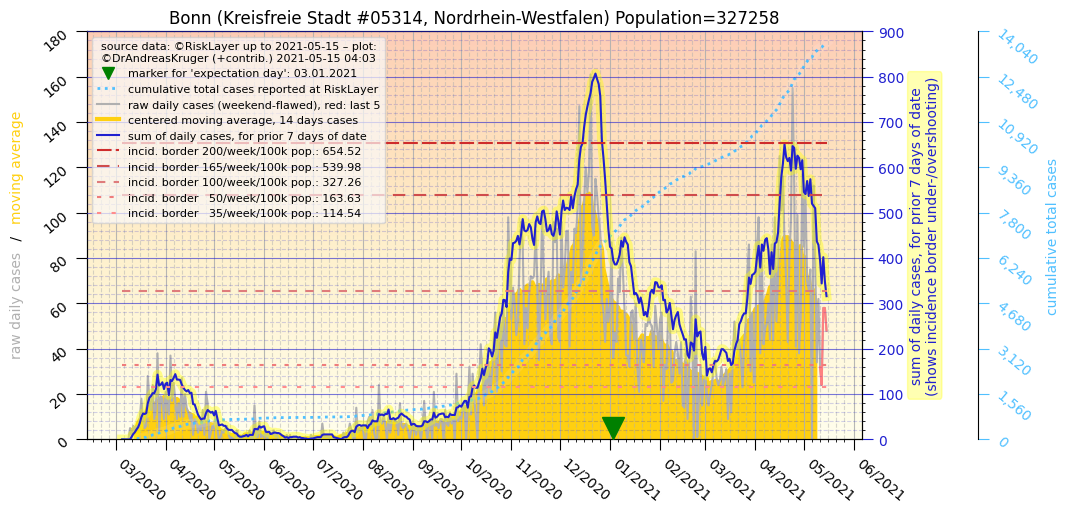 Bonn (Kreisfreie Stadt #05314, Nordrhein-Westfalen) Population=327258
source data: ©RiskLayer up to 2021-05-15 – plot:
©DrAndreasKruger (+contrib.) 2021-05-15 04:03
marker for 'expectation day': 03.01.2021
cumulative total cases reported at RiskLayer
raw daily cases (weekend-flawed), red: last 5
centered moving average, 14 days cases
sum of daily cases, for prior 7 days of date
incid. border 200/week/100k pop.: 654.52
incid. border 165/week/100k pop.: 539.98
incid. border 100/week/100k pop.: 327.26
incid. border 50/week/100k pop.: 163.63
incid. border 35/week/100k pop.: 114.54
raw daily cases / moving average
180
160
140
120
100
80
60
40
20
0
03/2020
04/2020
05/2020
06/2020
07/2020
08/2020
09/2020
10/2020
11/2020
12/2020
01/2021
02/2021
03/2021
04/2021
05/2021
06/2021
900
800
700
600
500
400
300
200
100
0
sum of daily cases, for prior 7 days of date
(shows incidence border under-/overshooting)
14,040
12,480
10,920
9,360
7,800
6,240
4,680
3,120
1,560
0
cumulative total cases